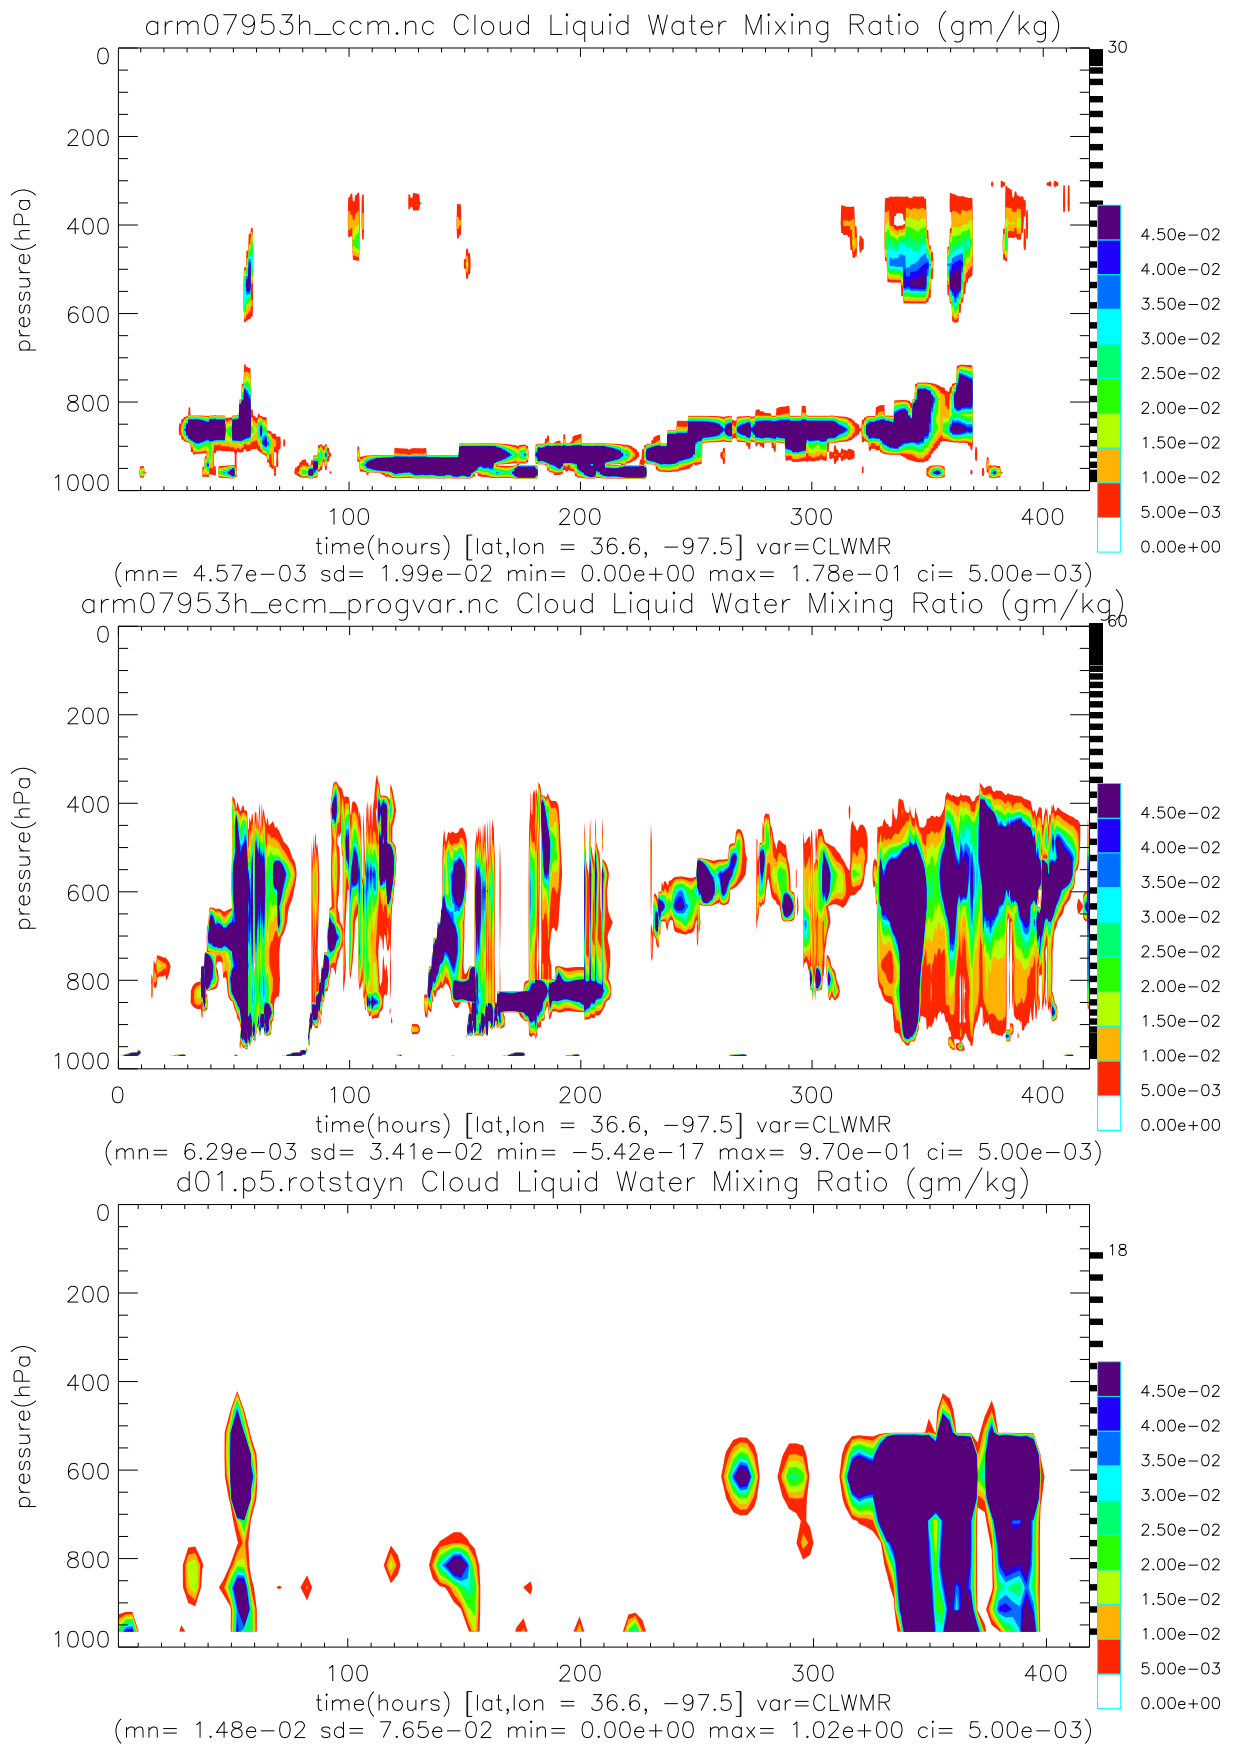 arm07953h_ccm.nc Cloud Liquid Water Mixing Ratio (gm/kg)
30
0
200
400
600
800
1000
pressure(hPa)
4.50e-02
4.00e-02
3.50e-02
3.00e-02
2.50e-02
2.00e-02
1.50e-02
1.00e-02
5.00e-03
0.00e+00
100 200 300 400
time(hours) [lat,lon = 36.6, -97.5] var=CLWMR
(mn= 4.57e-03 sd= 1.99e-02 min= 0.00e+00 max= 1.78e-01 ci= 5.00e-03)
arm07953h_ecm_progvar.nc Cloud Liquid Water Mixing Ratio (gm/kg)
60
0
200
400
600
800
1000
pressure(hPa)
4.50e-02
4.00e-02
3.50e-02
3.00e-02
2.50e-02
2.00e-02
1.50e-02
1.00e-02
5.00e-03
0.00e+00
0 100 200 300 400
time(hours) [lat,lon = 36.6, -97.5] var=CLWMR
(mn= 6.29e-03 sd= 3.41e-02 min= -5.42e-17 max= 9.70e-01 ci= 5.00e-03)
d01.p5.rotstayn Cloud Liquid Water Mixing Ratio (gm/kg)
18
0
200
400
600
800
1000
pressure(hPa)
4.50e-02
4.00e-02
3.50e-02
3.00e-02
2.50e-02
2.00e-02
1.50e-02
1.00e-02
5.00e-03
0.00e+00
100 200 300 400
time(hours) [lat,lon = 36.6, -97.5] var=CLWMR
(mn= 1.48e-02 sd= 7.65e-02 min= 0.00e+00 max= 1.02e+00 ci= 5.00e-03)